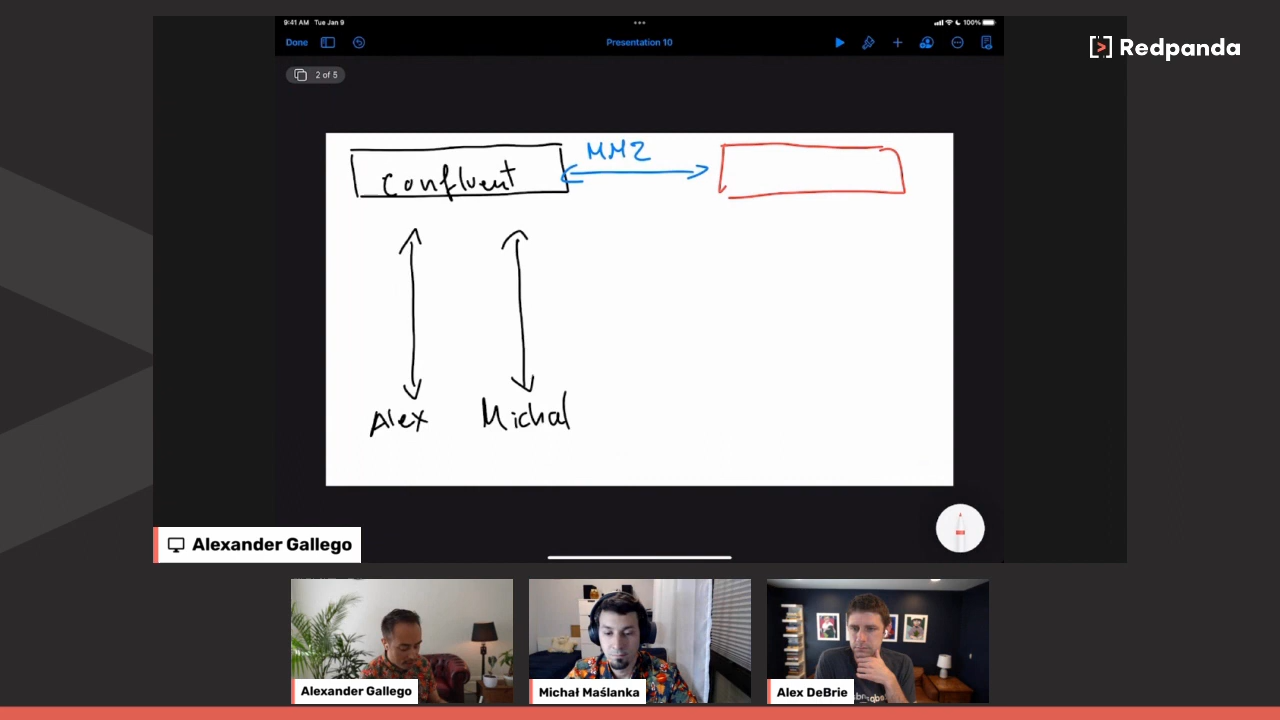 9:41 AM Tue Jan 9
100%
Done
Presentation 10
Redpanda
2 of 5
MM2
Confluent
Alex
Michal
Alexander Gallego
Alexander Gallego
Michał Maślanka
Alex DeBrie